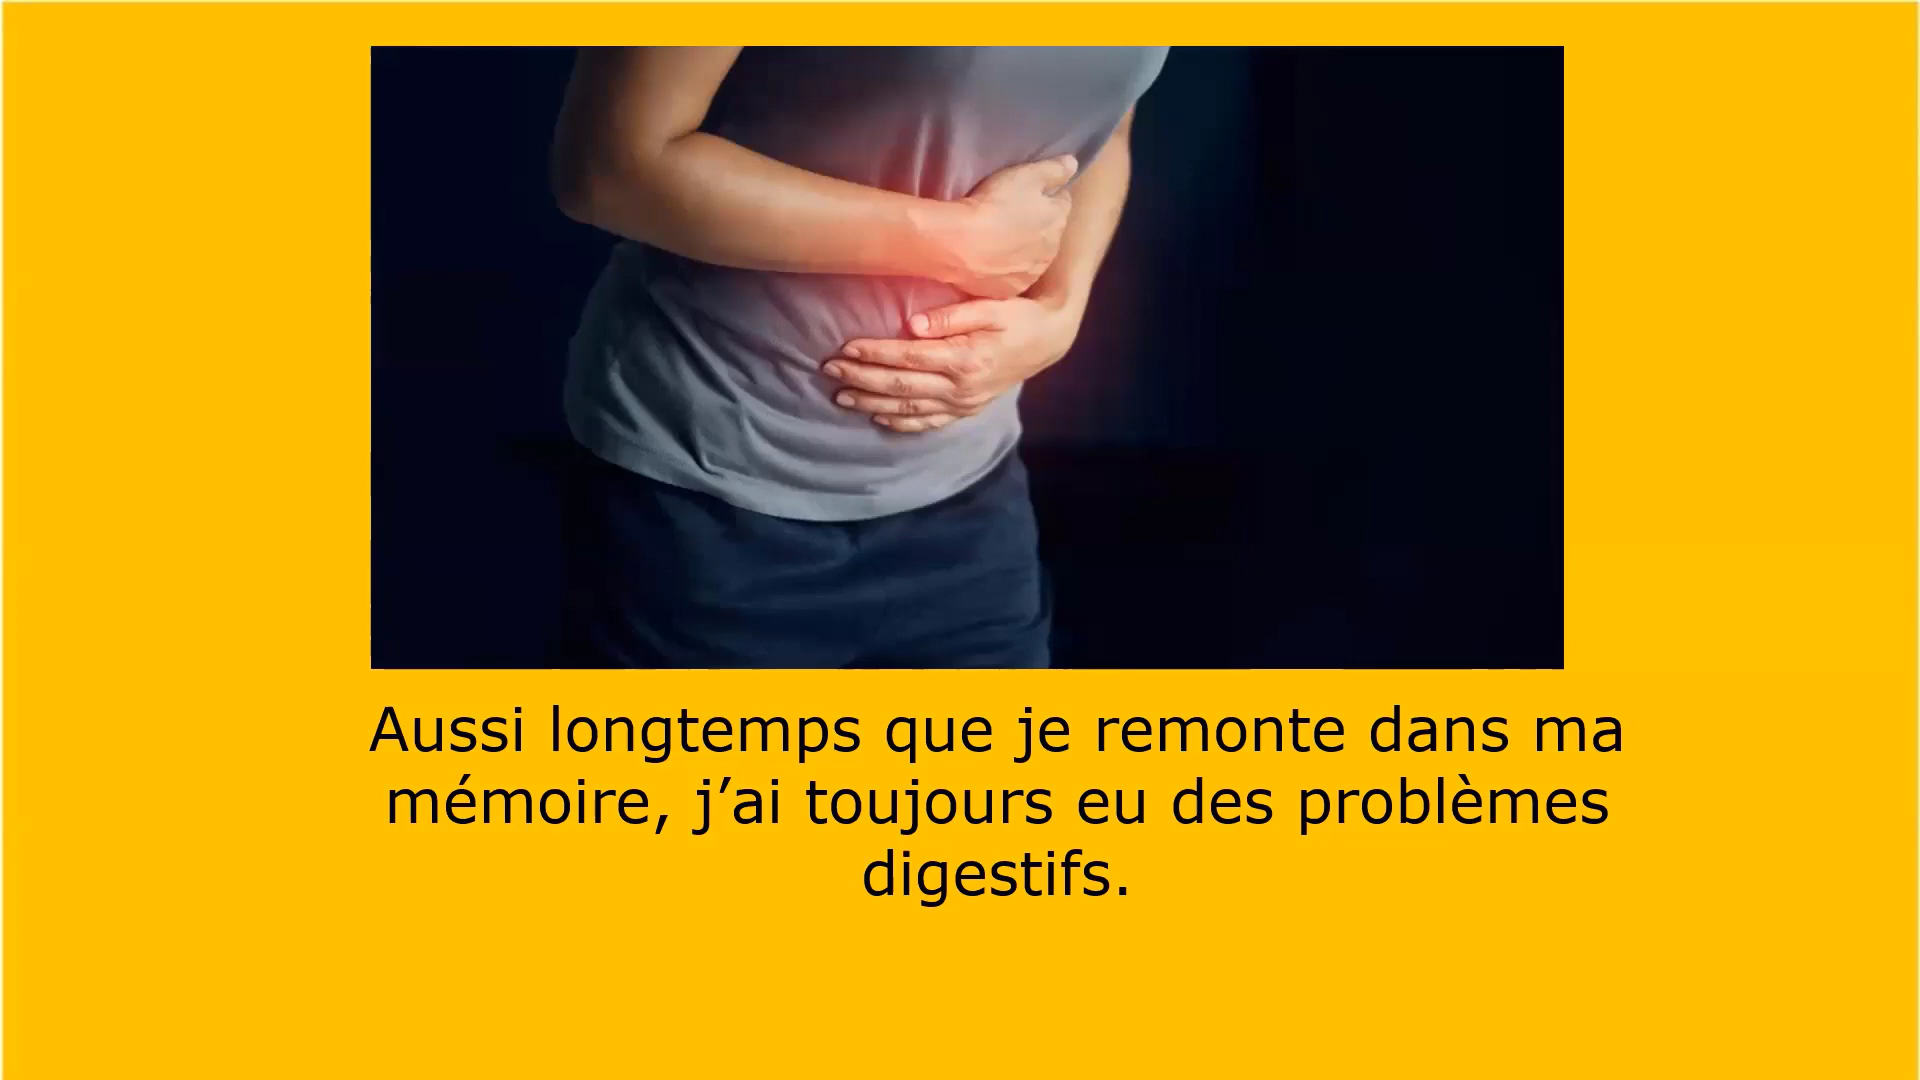 Aussi longtemps que je remonte dans ma
mémoire, j’ai toujours eu des problèmes
digestifs.